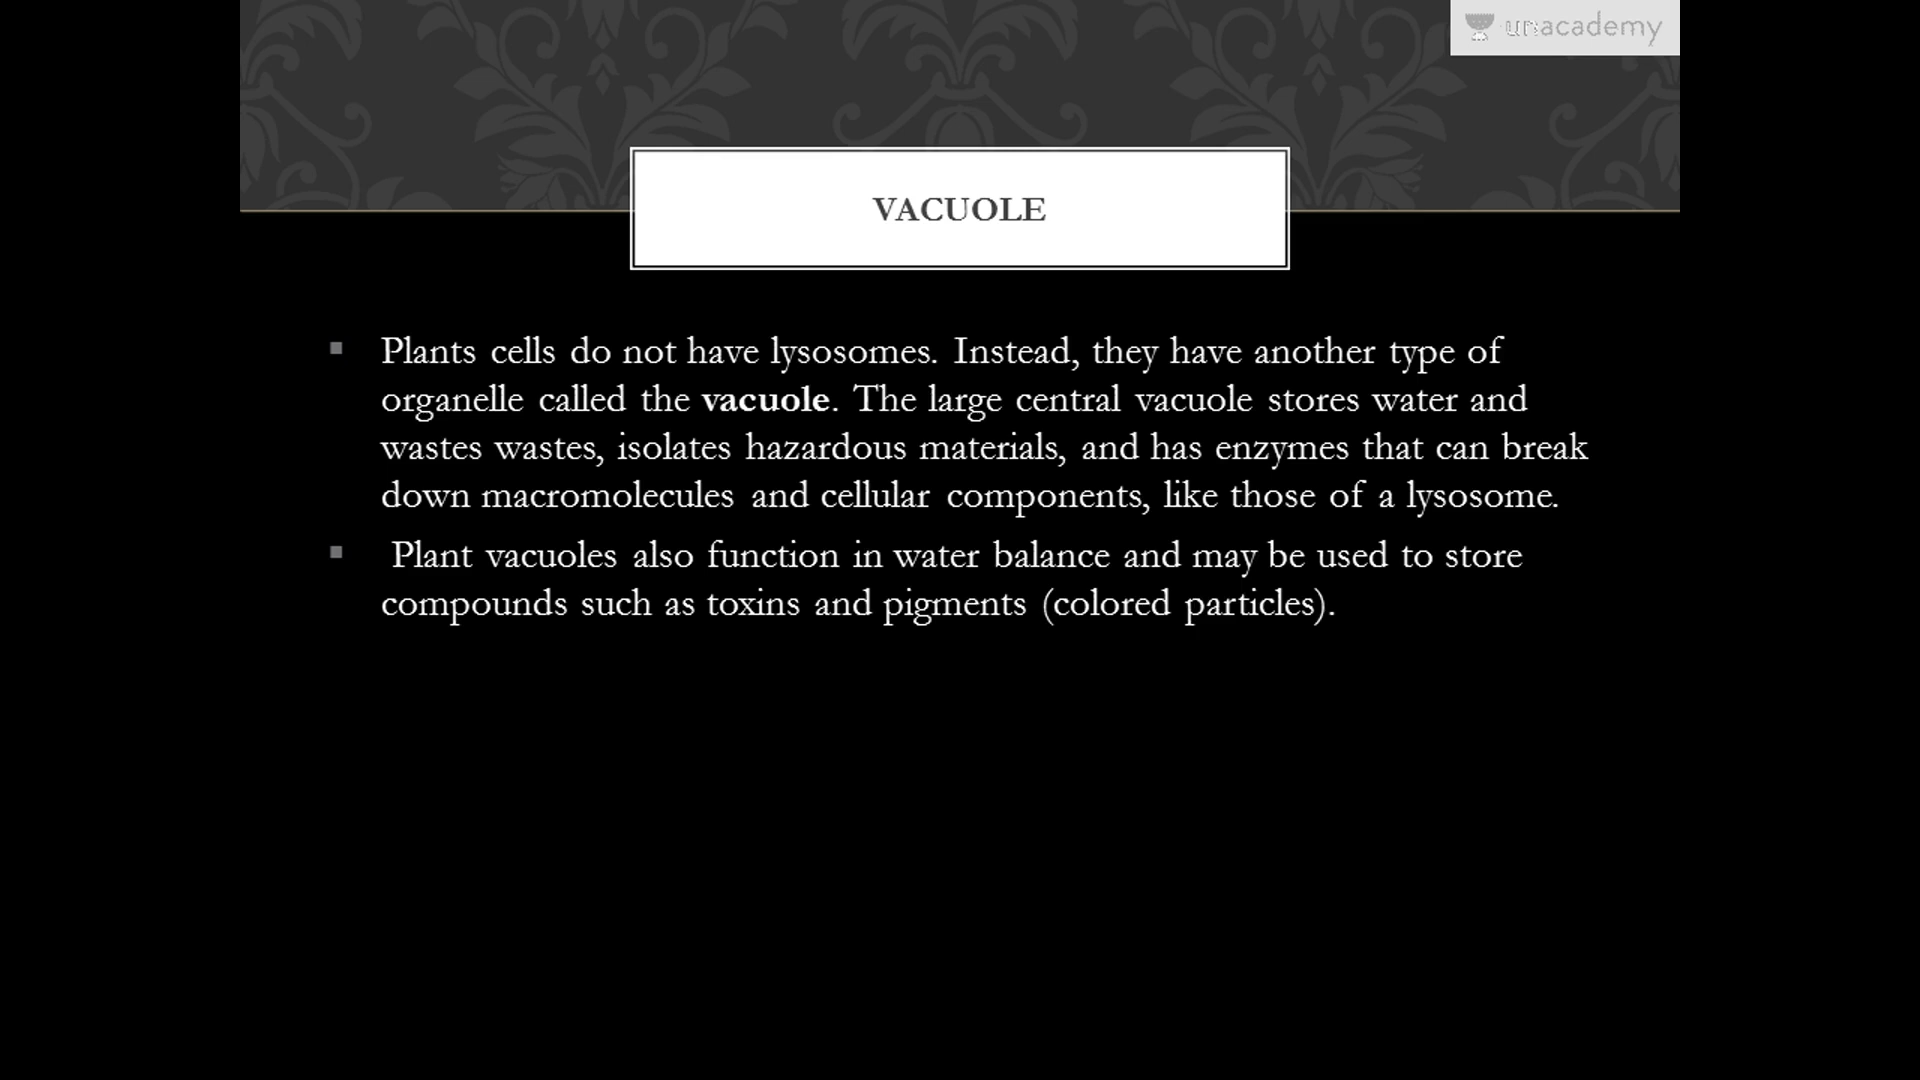 unacademy
VACUOLE
Plants cells do not have lysosomes. Instead, they have another type of
organelle called the vacuole. The large central vacuole stores water and
wastes wastes, isolates hazardous materials, and has enzymes that can break
down macromolecules and cellular components, like those of a lysosome.
Plant vacuoles also function in water balance and may be used to store
compounds such as toxins and pigments (colored particles).